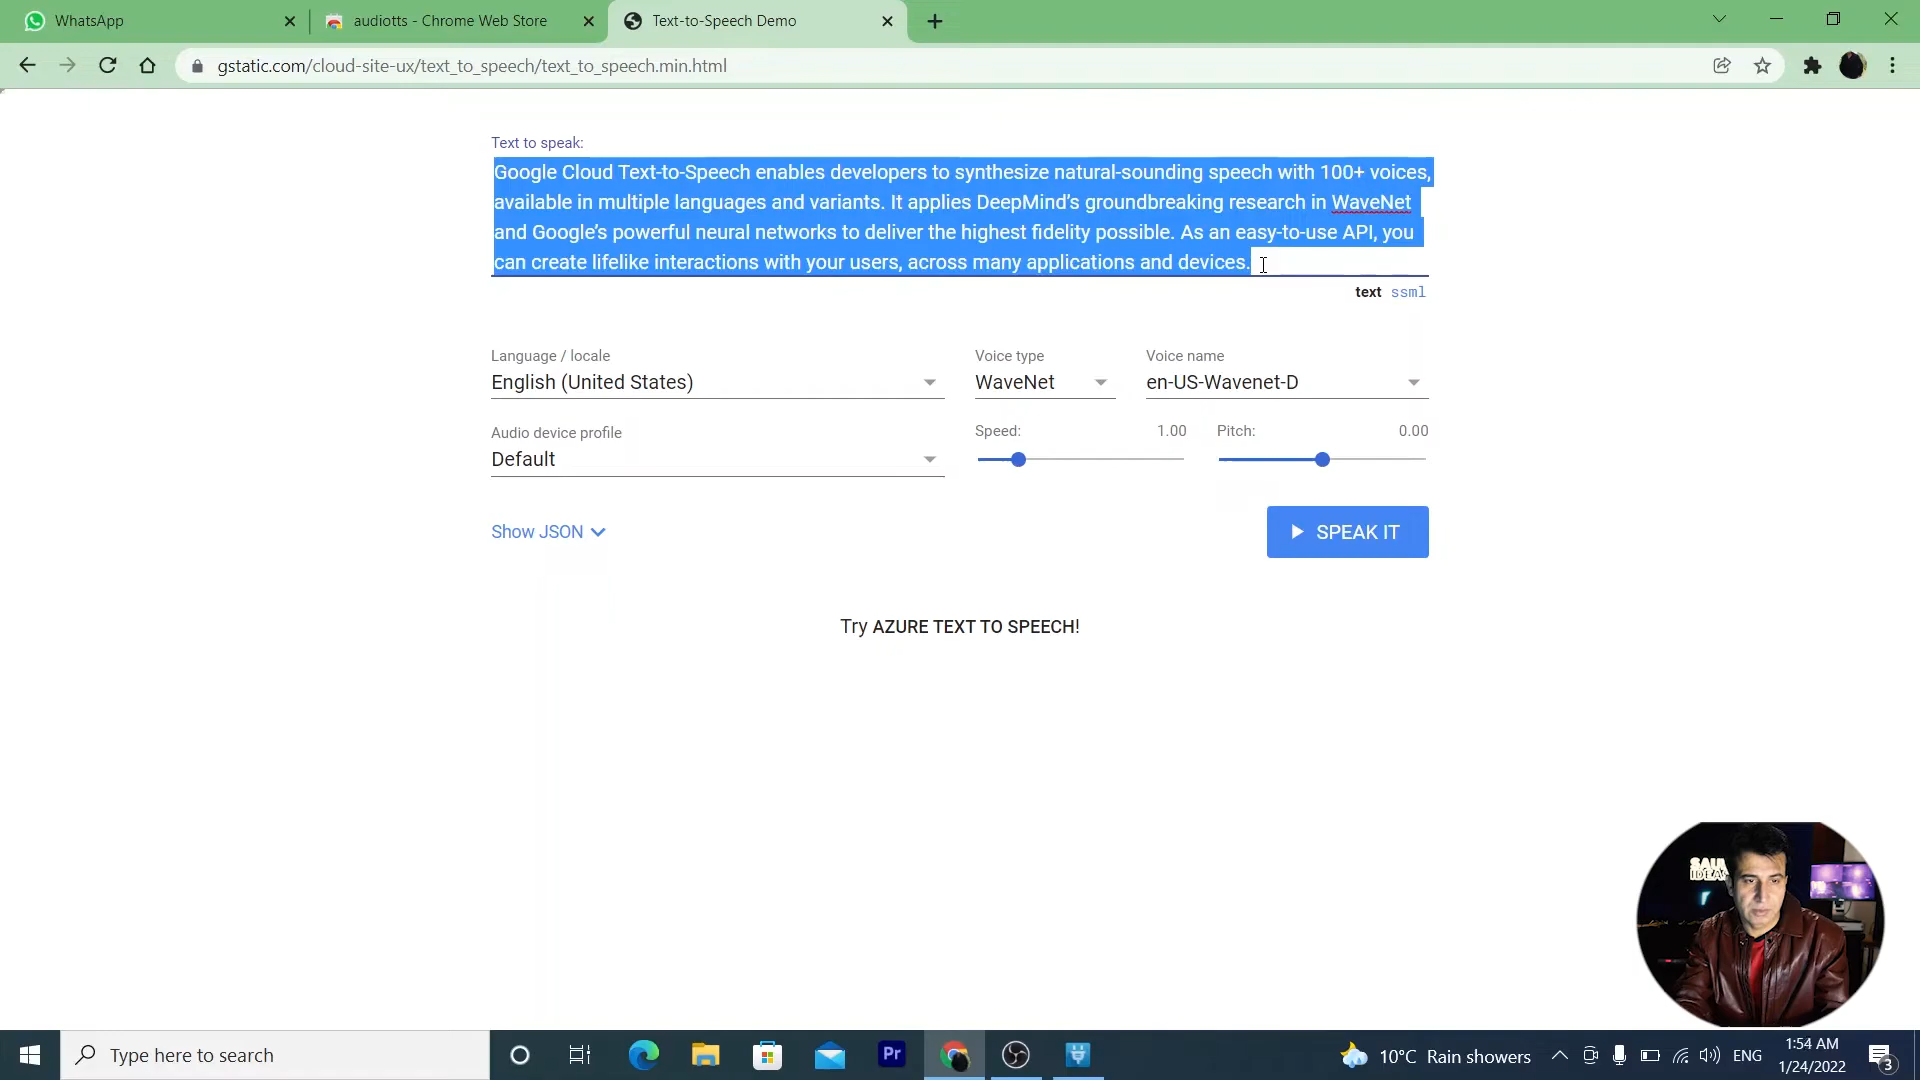 WhatsApp
audiotts - Chrome Web Store
Text-to-Speech Demo
gstatic.com/cloud-site-ux/text_to_speech/text_to_speech.min.html
Text to speak:
Google Cloud Text-to-Speech enables developers to synthesize natural-sounding speech with 100+ voices,
available in multiple languages and variants. It applies DeepMind’s groundbreaking research in WaveNet
and Google’s powerful neural networks to deliver the highest fidelity possible. As an easy-to-use API, you
can create lifelike interactions with your users, across many applications and devices.
text ssml
Language / locale
English (United States)
Voice type
WaveNet
Voice name
en-US-Wavenet-D
Audio device profile
Default
Speed: 1.00
Pitch: 0.00
Show JSON
SPEAK IT
Try AZURE TEXT TO SPEECH!
Type here to search
Pr
10°C Rain showers
ENG
1:54 AM
1/24/2022
3